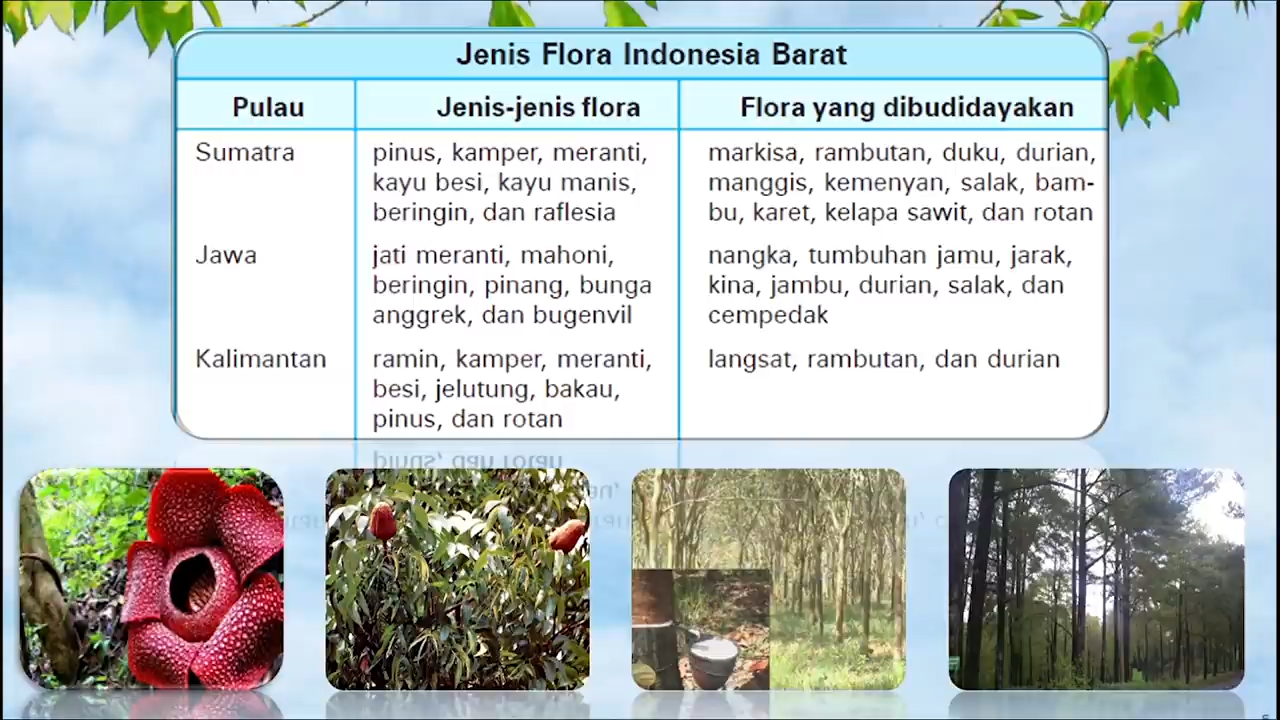 Jenis Flora Indonesia Barat
Pulau Jenis-jenis flora Flora yang dibudidayakan
Sumatra pinus, kamper, meranti, markisa, rambutan, duku, durian,
kayu besi, kayu manis, manggis, kemenyan, salak, bam-
beringin, dan raflesia bu, karet, kelapa sawit, dan rotan
Jawa jati meranti, mahoni, nangka, tumbuhan jamu, jarak,
beringin, pinang, bunga kina, jambu, durian, salak, dan
anggrek, dan bugenvil cempedak
Kalimantan ramin, kamper, meranti, langsat, rambutan, dan durian
besi, jelutung, bakau,
pinus, dan rotan